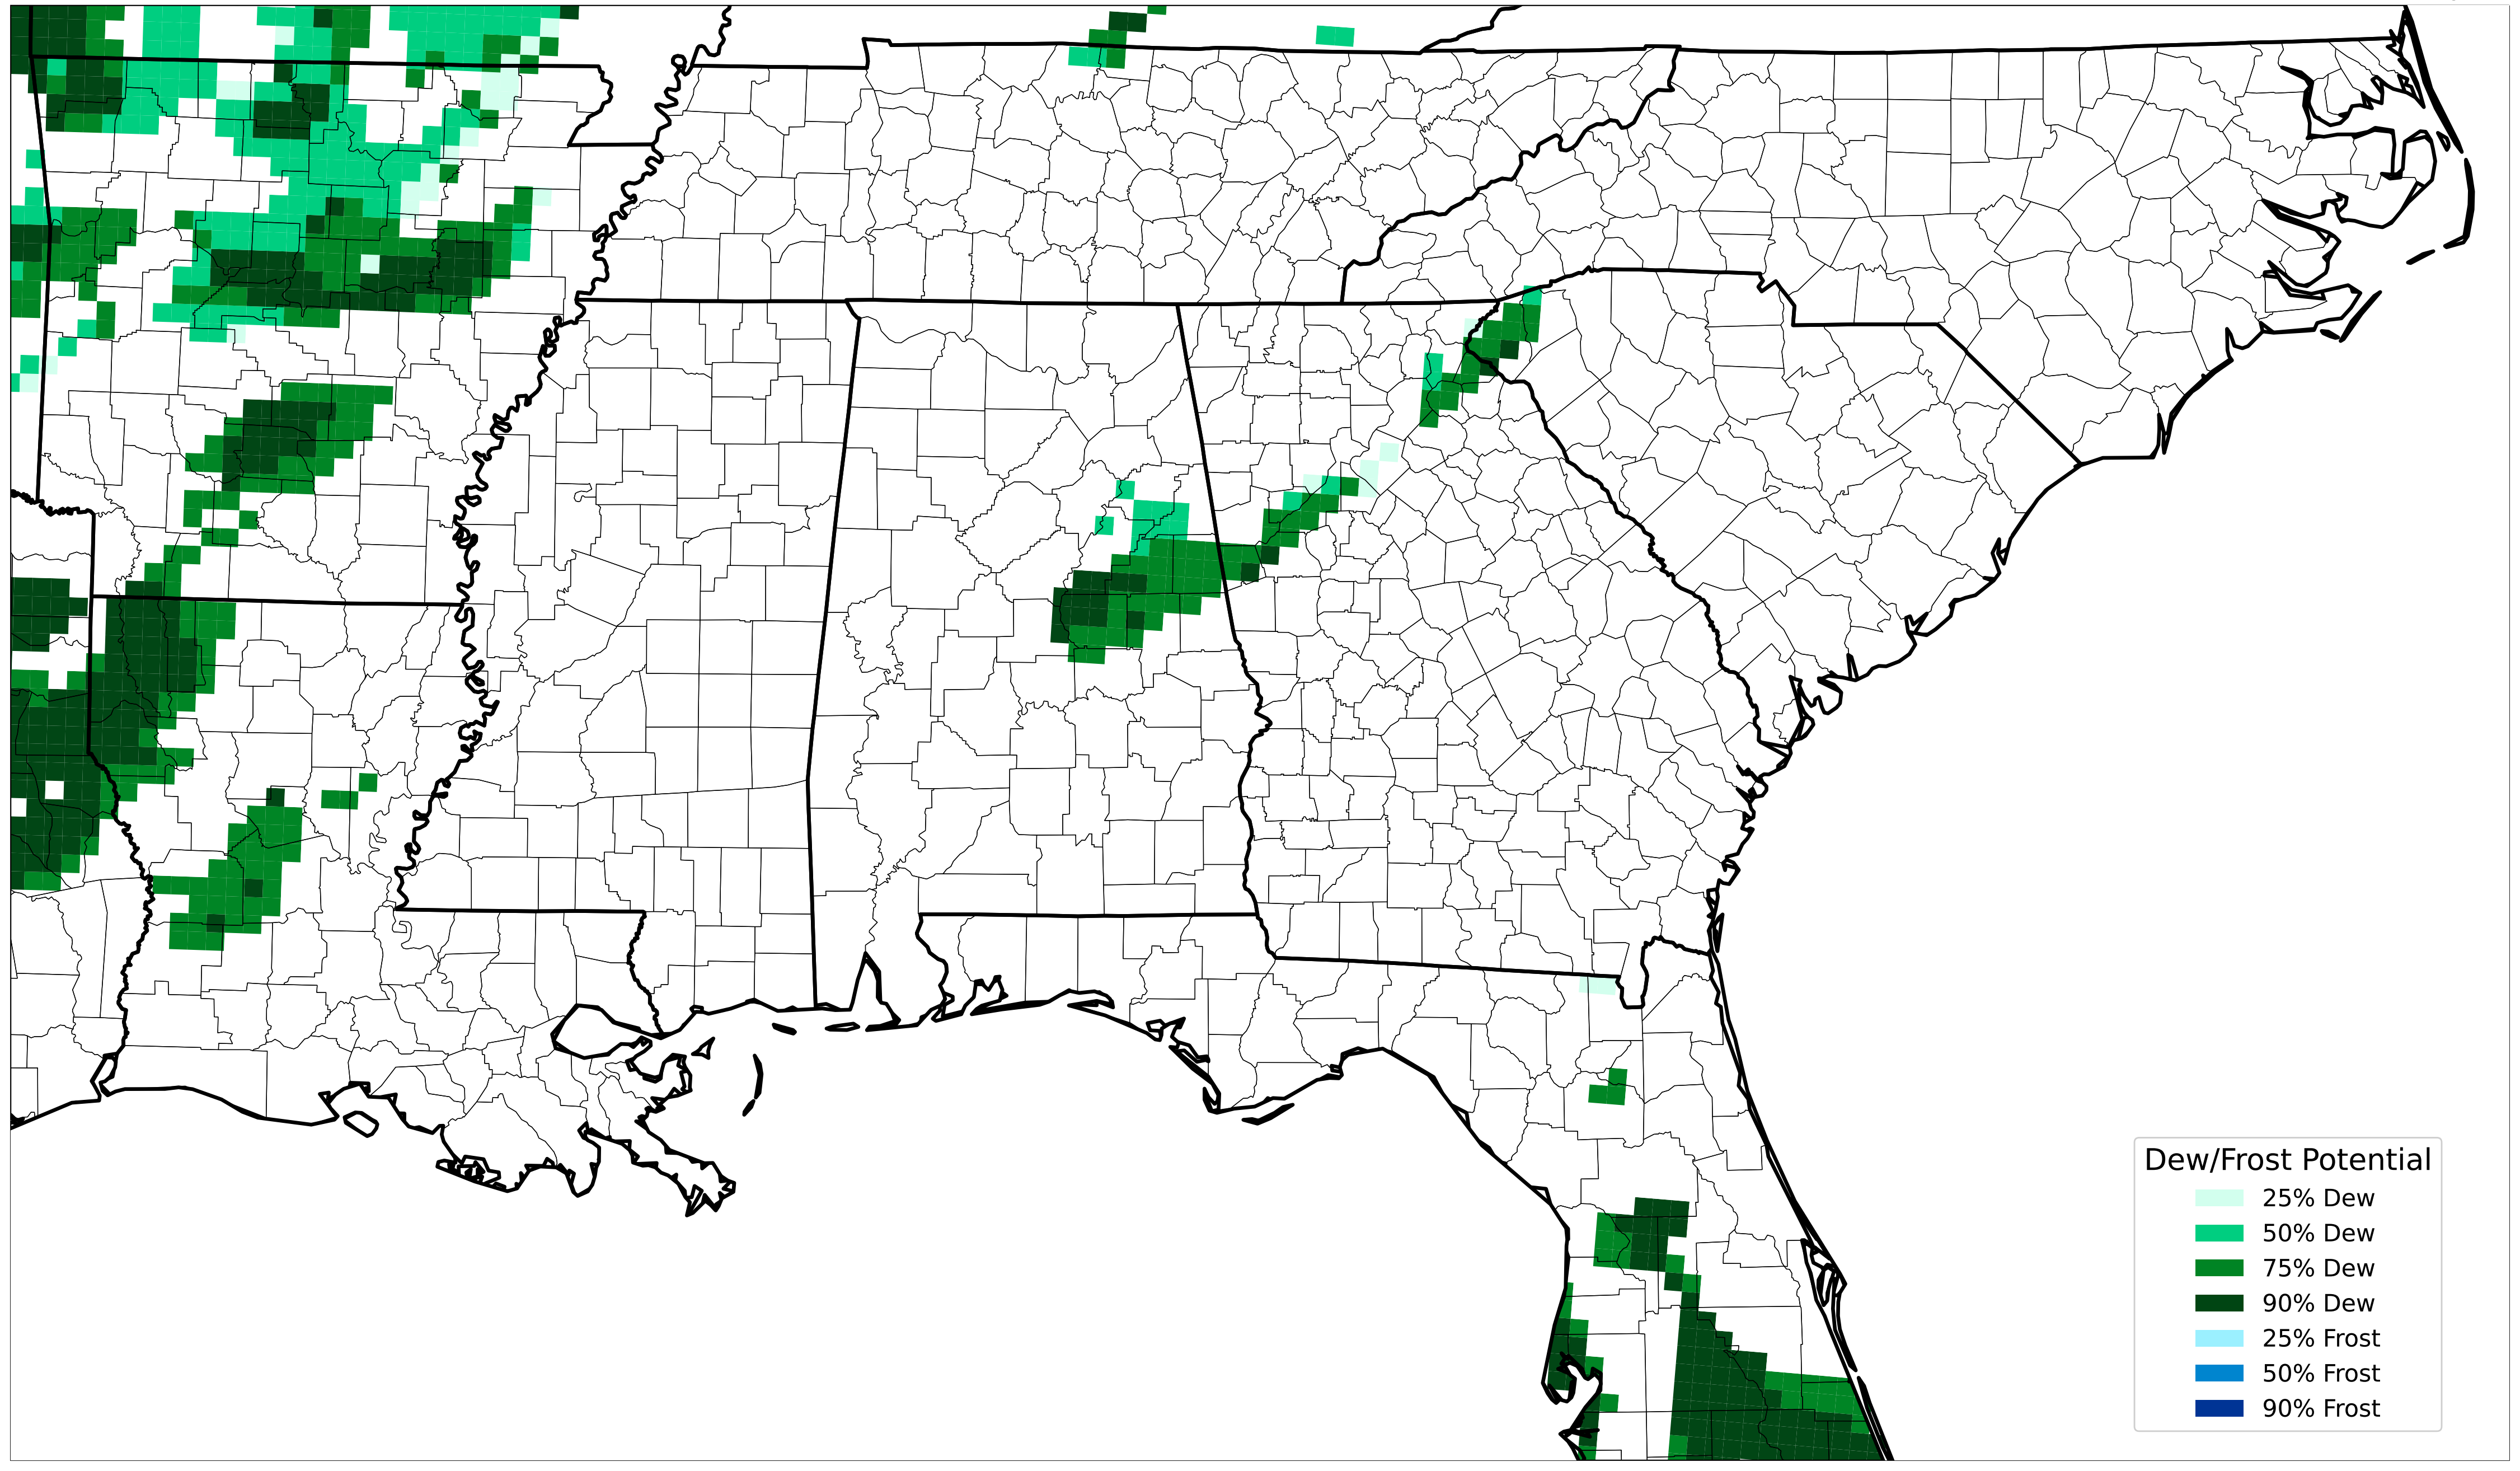 Dew/Frost Potential
25% Dew
50% Dew
75% Dew
90% Dew
25% Frost
50% Frost
90% Frost